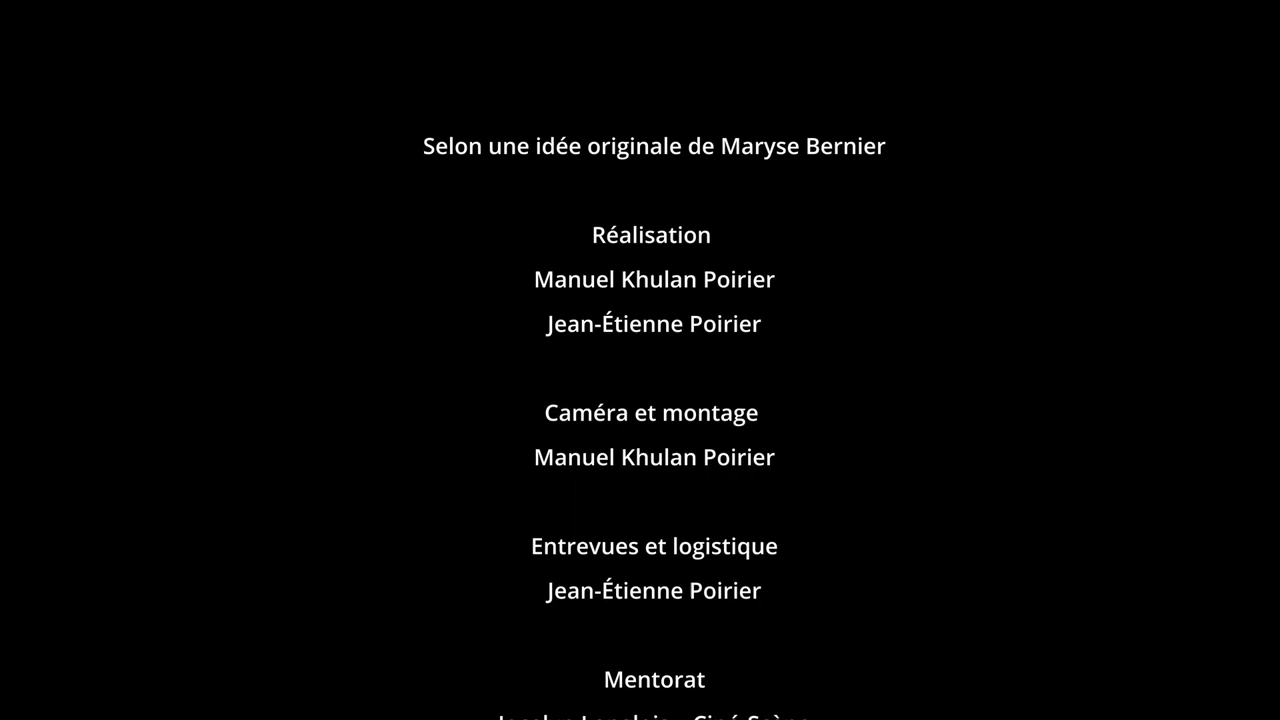 Selon une idée originale de Maryse Bernier
Réalisation
Manuel Khulan Poirier
Jean-Étienne Poirier
Caméra et montage
Manuel Khulan Poirier
Entrevues et logistique
Jean-Étienne Poirier
Mentorat